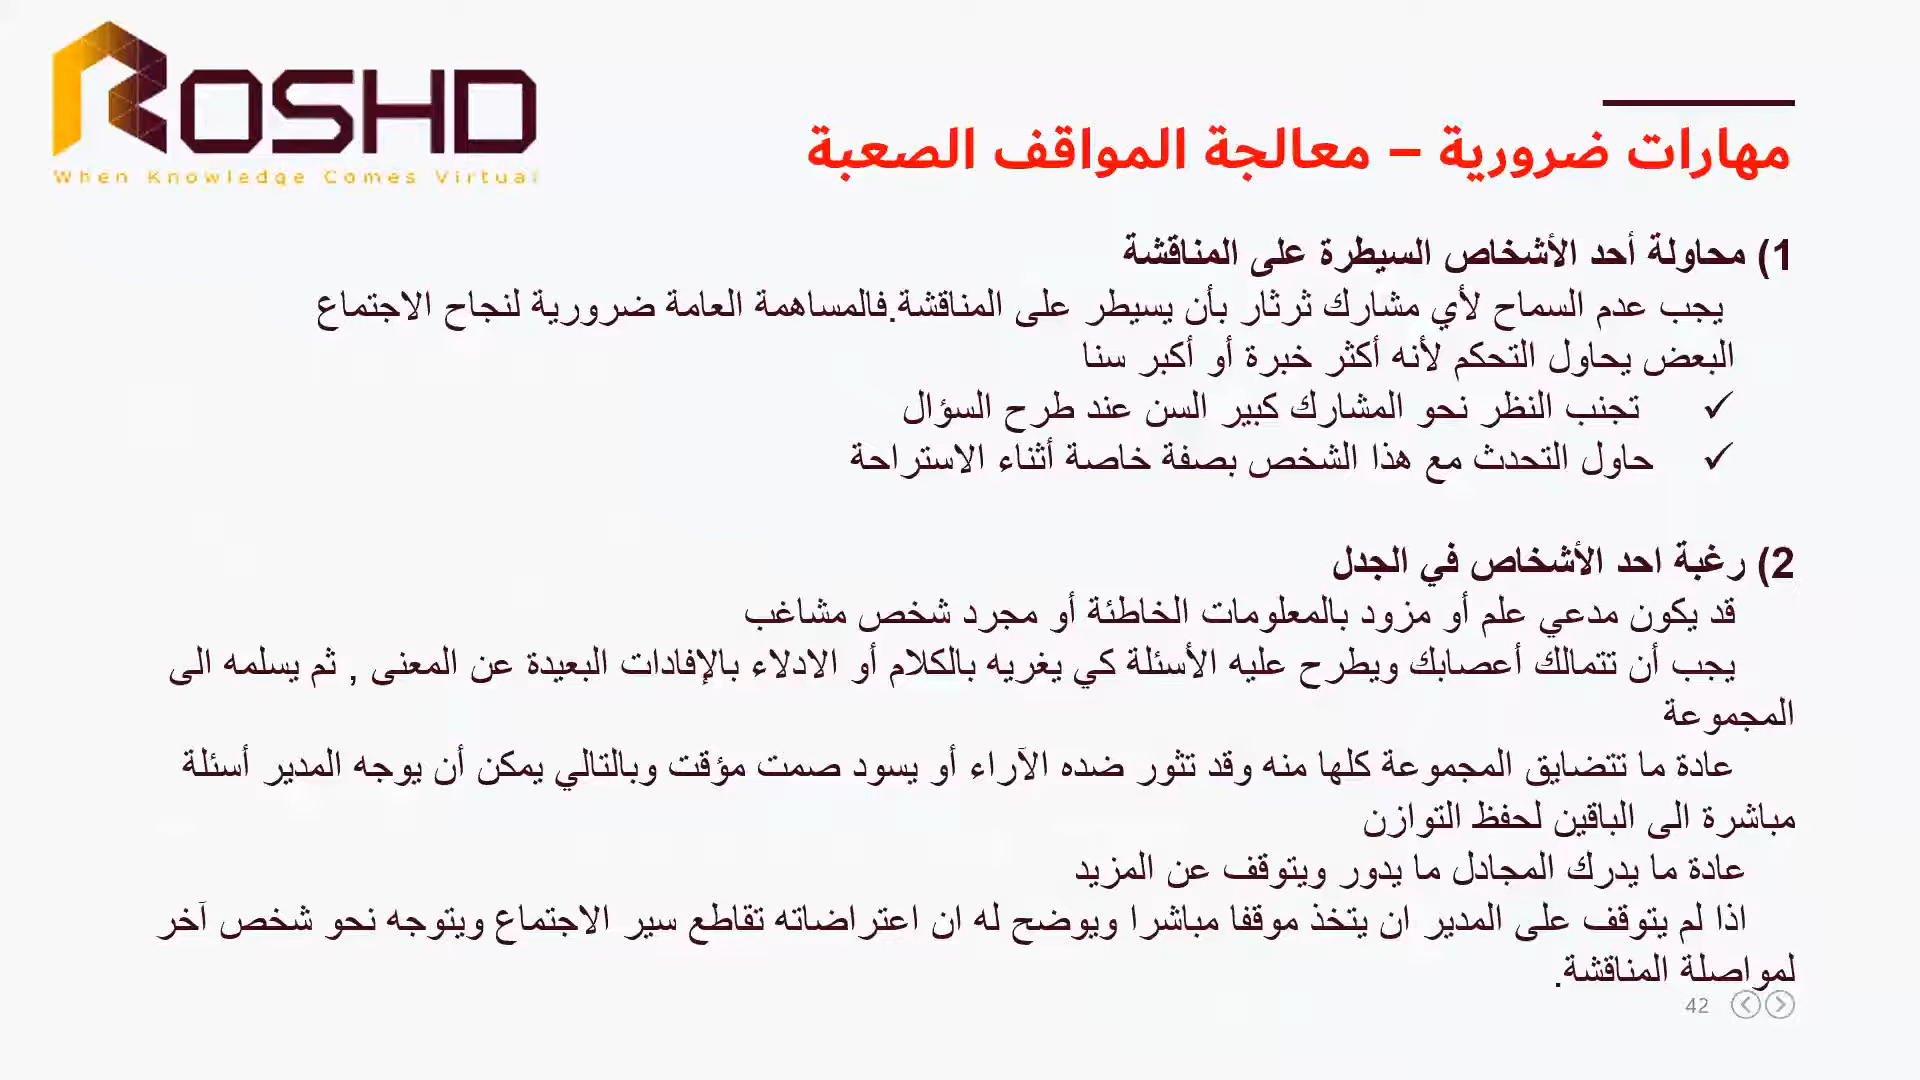 ROSHD
When Knowledge Comes Virtual
مهارات ضرورية – معالجة المواقف الصعبة
1) محاولة أحد الأشخاص السيطرة على المناقشة
يجب عدم السماح لأي مشارك ثرثار بأن يسيطر على المناقشة.فالمساهمة العامة ضرورية لنجاح الاجتماع
البعض يحاول التحكم لأنه أكثر خبرة أو أكبر سنا
✓ تجنب النظر نحو المشارك كبير السن عند طرح السؤال
✓ حاول التحدث مع هذا الشخص بصفة خاصة أثناء الاستراحة
2) رغبة احد الأشخاص في الجدل
قد يكون مدعي علم أو مزود بالمعلومات الخاطئة أو مجرد شخص مشاغب
يجب أن تتمالك أعصابك ويطرح عليه الأسئلة كي يغريه بالكلام أو الادلاء بالإفادات البعيدة عن المعنى , ثم يسلمه الى
المجموعة
عادة ما تتضايق المجموعة كلها منه وقد تثور ضده الآراء أو يسود صمت مؤقت وبالتالي يمكن أن يوجه المدير أسئلة
مباشرة الى الباقين لحفظ التوازن
عادة ما يدرك المجادل ما يدور ويتوقف عن المزيد
اذا لم يتوقف على المدير ان يتخذ موقفا مباشرا ويوضح له ان اعتراضاته تقاطع سير الاجتماع ويتوجه نحو شخص آخر
لمواصلة المناقشة.
42